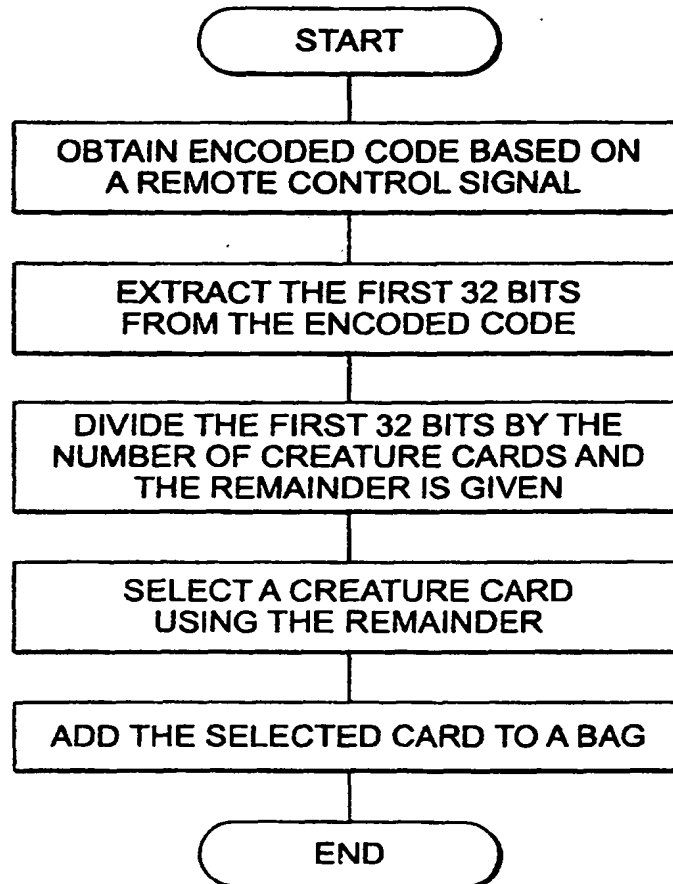 START
OBTAIN ENCODED CODE BASED ON
A REMOTE CONTROL SIGNAL
EXTRACT THE FIRST 32 BITS
FROM THE ENCODED CODE
DIVIDE THE FIRST 32 BITS BY THE
NUMBER OF CREATURE CARDS AND
THE REMAINDER IS GIVEN
SELECT A CREATURE CARD
USING THE REMAINDER
ADD THE SELECTED CARD TO A BAG
END